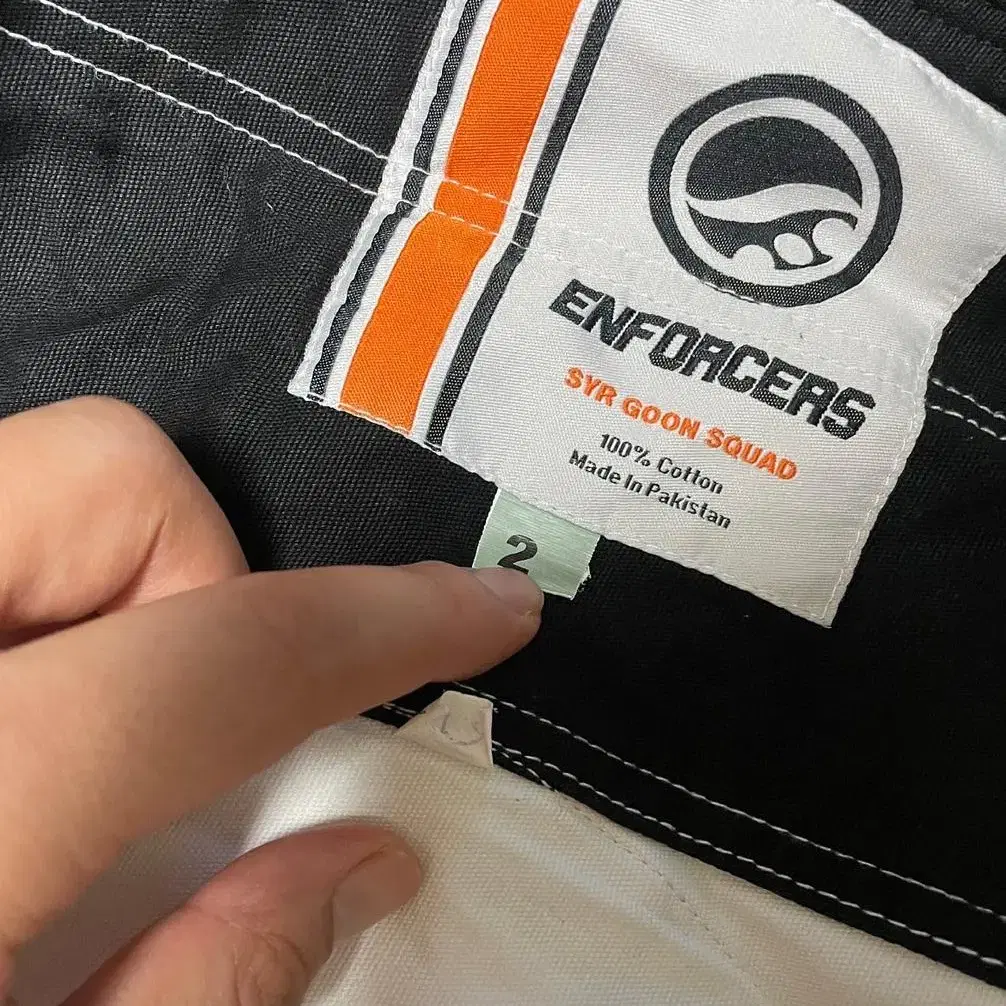 ENFORCERS
SYR GOON SQUAD
100% Cotton
Made In Pakistan
2